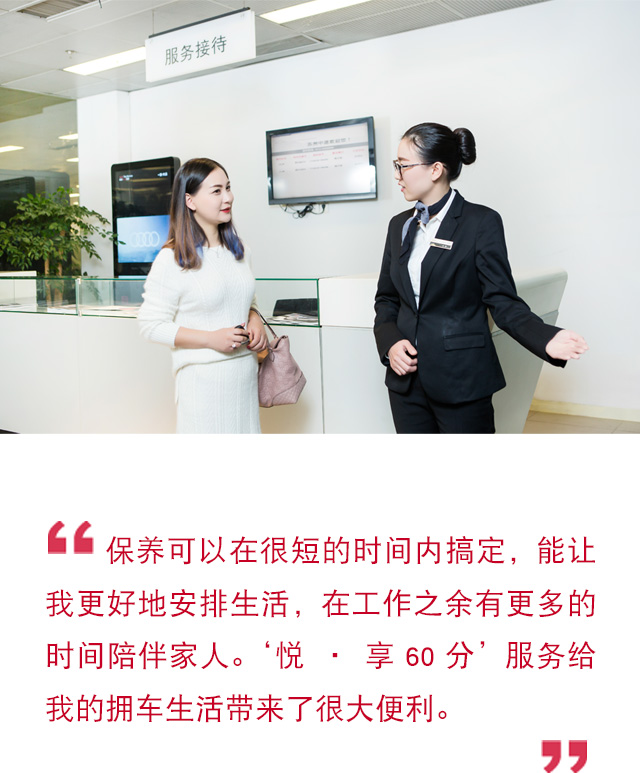 服务接待
“保养可以在很短的时间内搞定，能让
我更好地安排生活，在工作之余有更多的
时间陪伴家人。‘悦 · 享 60 分’服务给
我的拥车生活带来了很大便利。
”